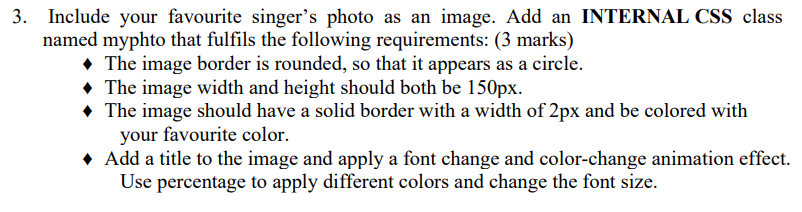 3. Include your favourite singer's photo as an image. Add an INTERNAL CSS class
named myphto that fulfils the following requirements: (3 marks)
♦ The image border is rounded, so that it appears as a circle.
♦ The image width and height should both be 150px.
♦ The image should have a solid border with a width of 2px and be colored with
your favourite color.
♦ Add a title to the image and apply a font change and color-change animation effect.
Use percentage to apply different colors and change the font size.